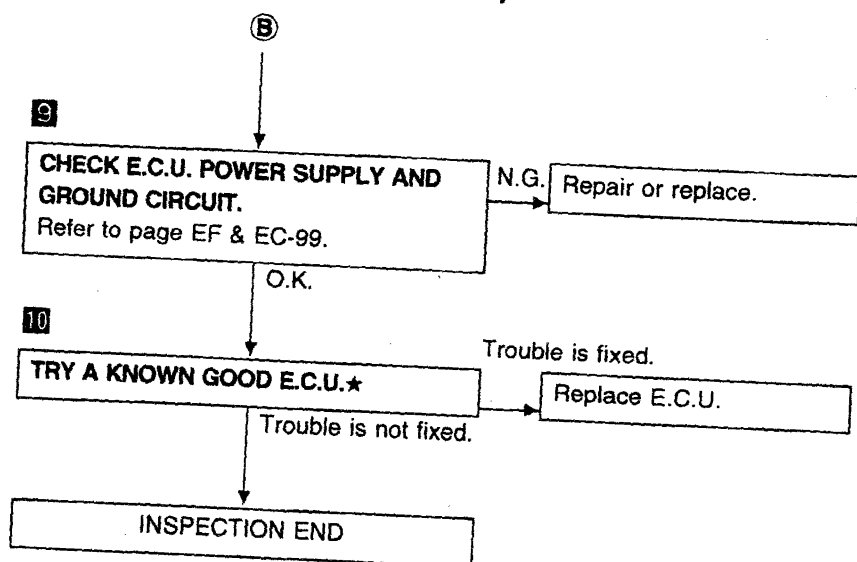 B
9
CHECK E.C.U. POWER SUPPLY AND
GROUND CIRCUIT.
Refer to page EF & EC-99.
N.G.
Repair or replace.
O.K.
10
TRY A KNOWN GOOD E.C.U.★
Trouble is fixed.
Replace E.C.U.
Trouble is not fixed.
INSPECTION END